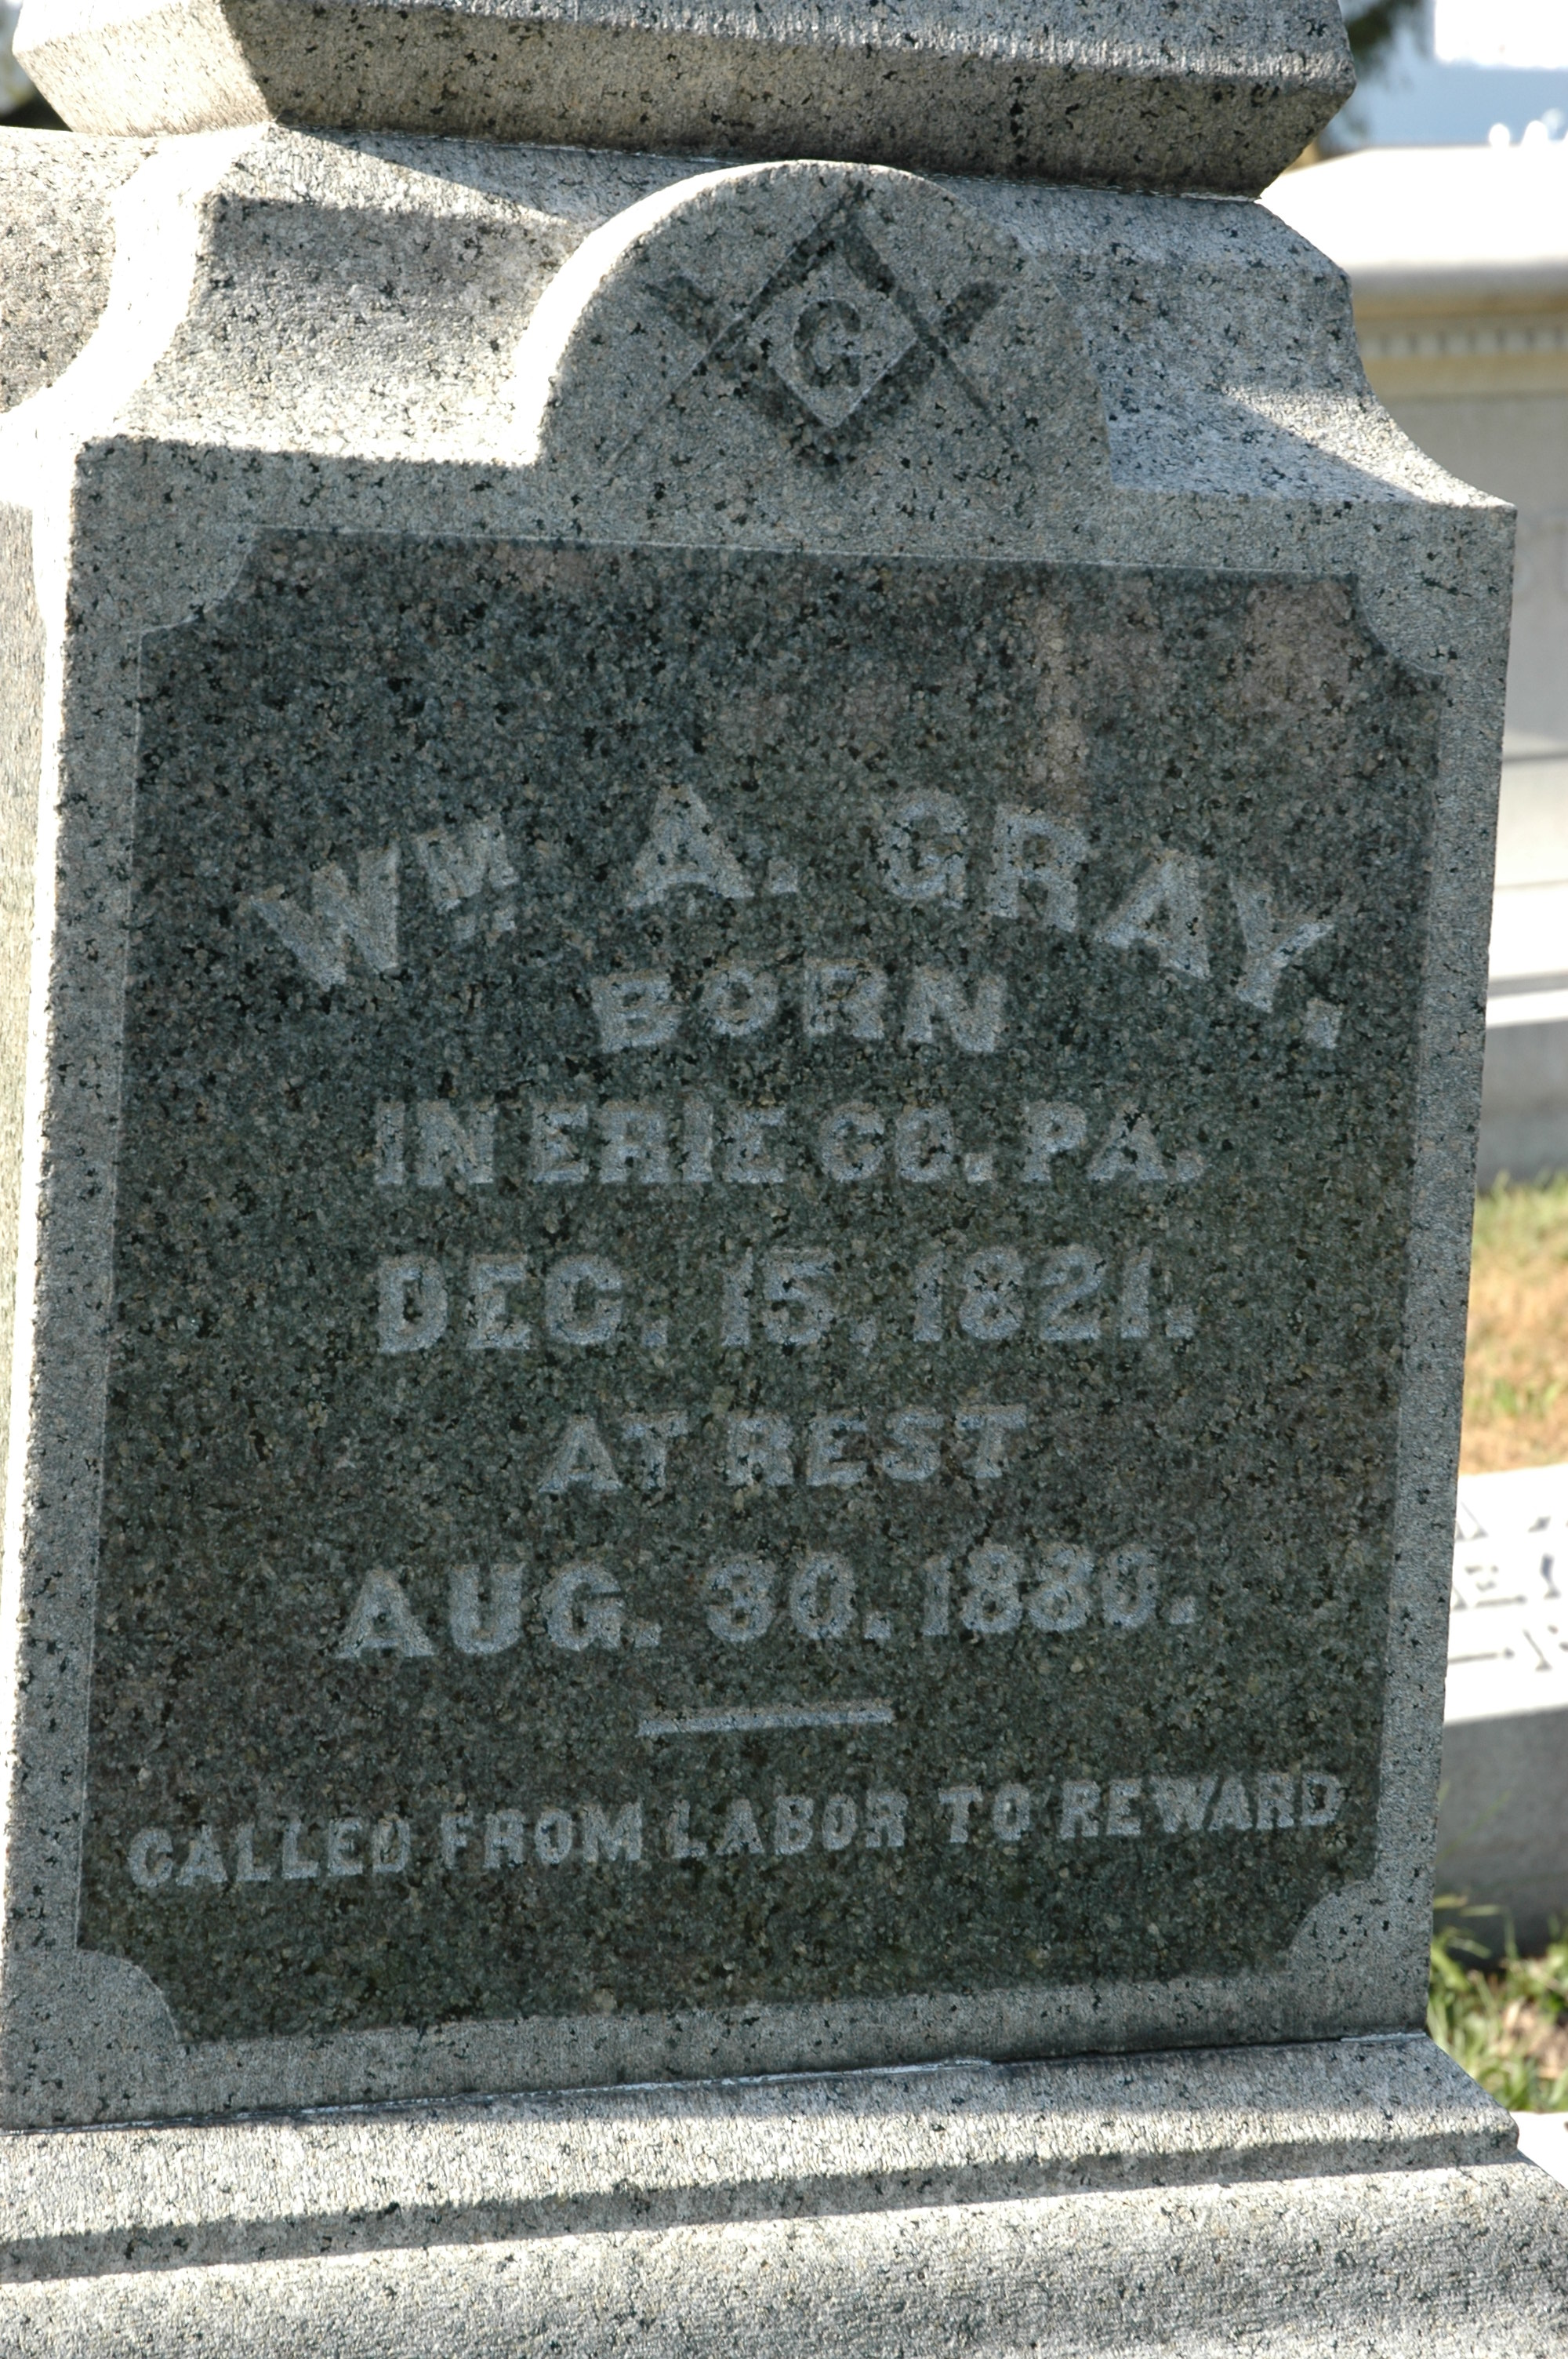 G
WM A. GRAY.
BORN
IN ERIE CO. PA.
DEC. 15, 1821.
AT REST
AUG. 30, 1880.
CALLED FROM LABOR TO REWARD